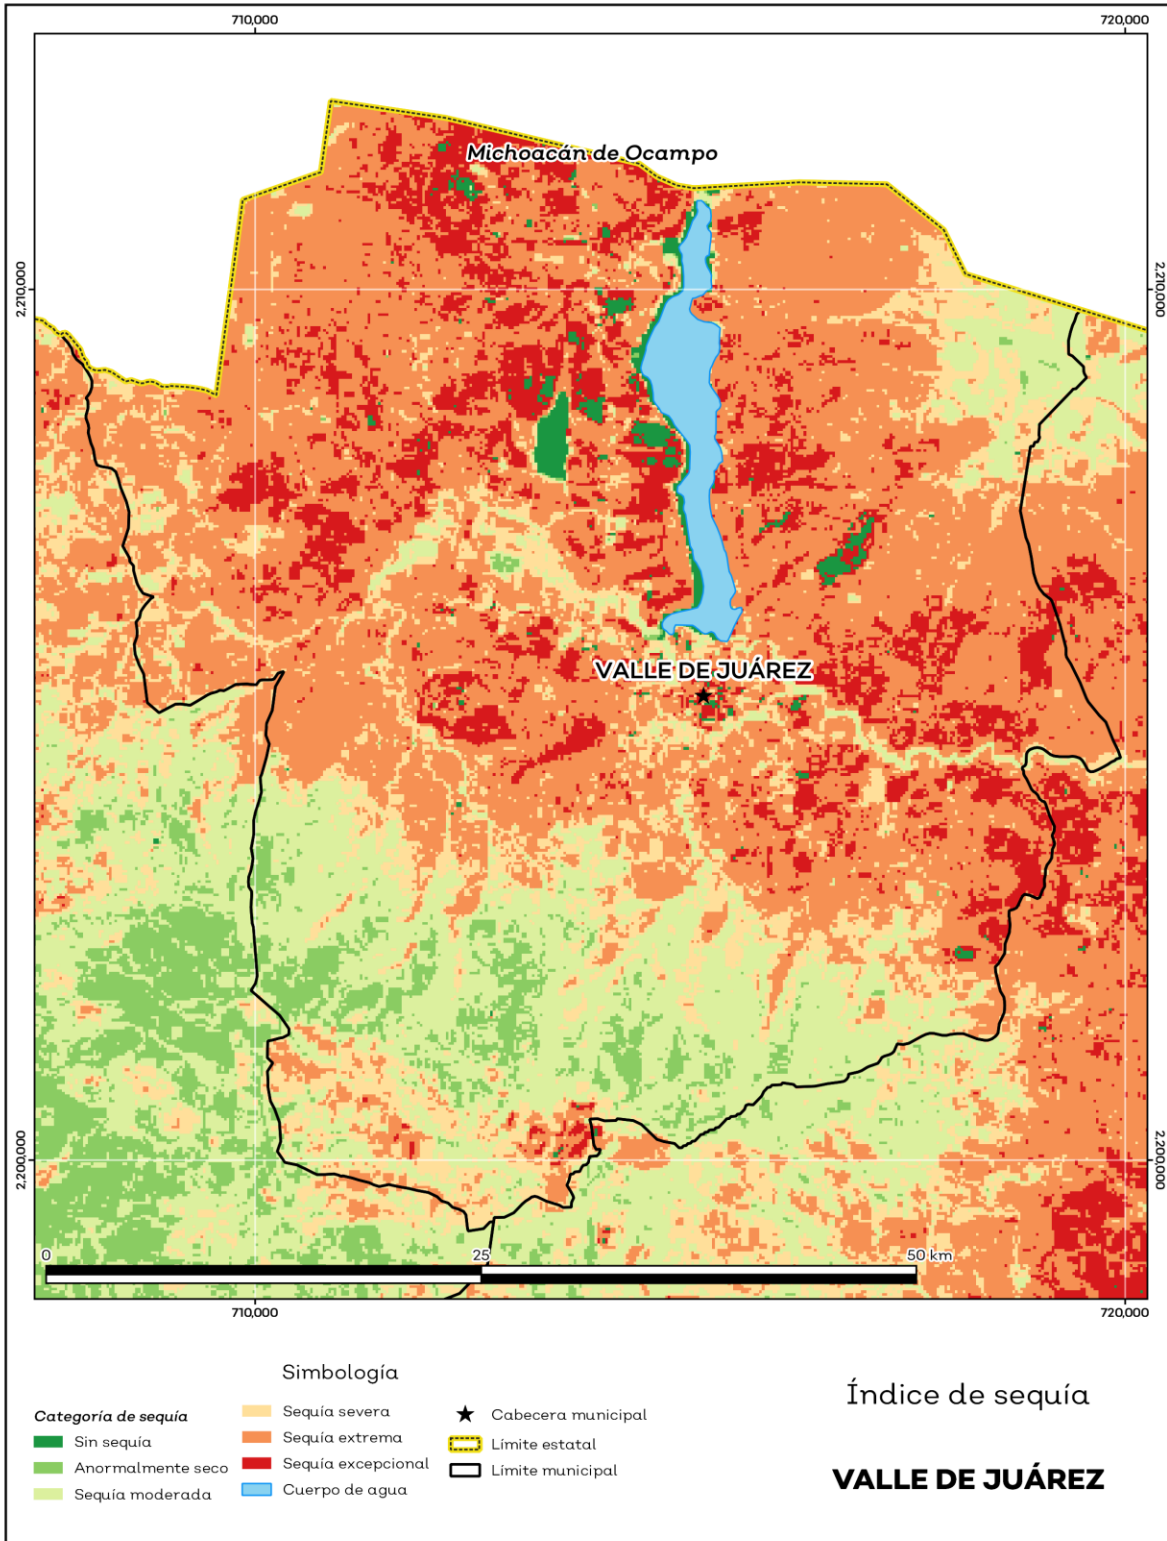 710,000
720,000
Michoacán de Ocampo
2,210,000
2,210,000
VALLE DE JUÁREZ
2,200,000
2,200,000
0
25
50 km
710,000
720,000
Simbología
Categoría de sequía
Sin sequía
Anormalmente seco
Sequía moderada
Sequía severa
Sequía extrema
Sequía excepcional
Cuerpo de agua
Cabecera municipal
Límite estatal
Límite municipal
Índice de sequía
VALLE DE JUÁREZ